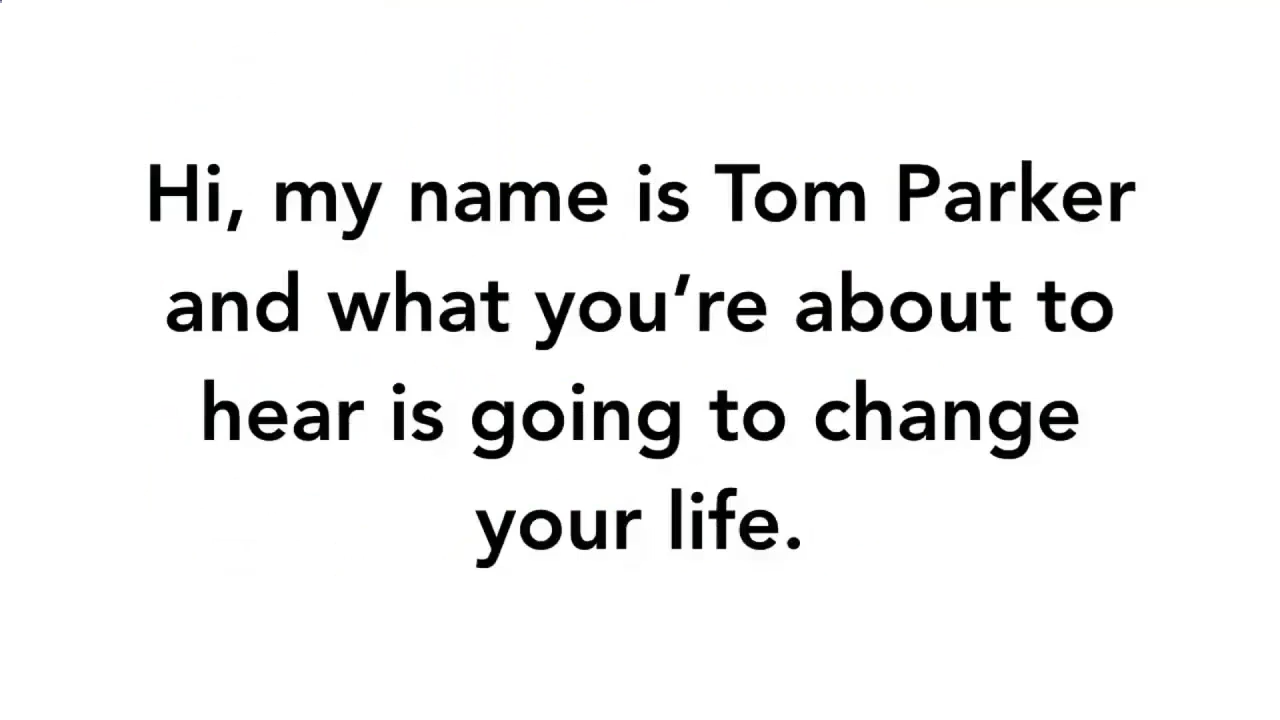 Hi, my name is Tom Parker
and what you’re about to
hear is going to change
your life.